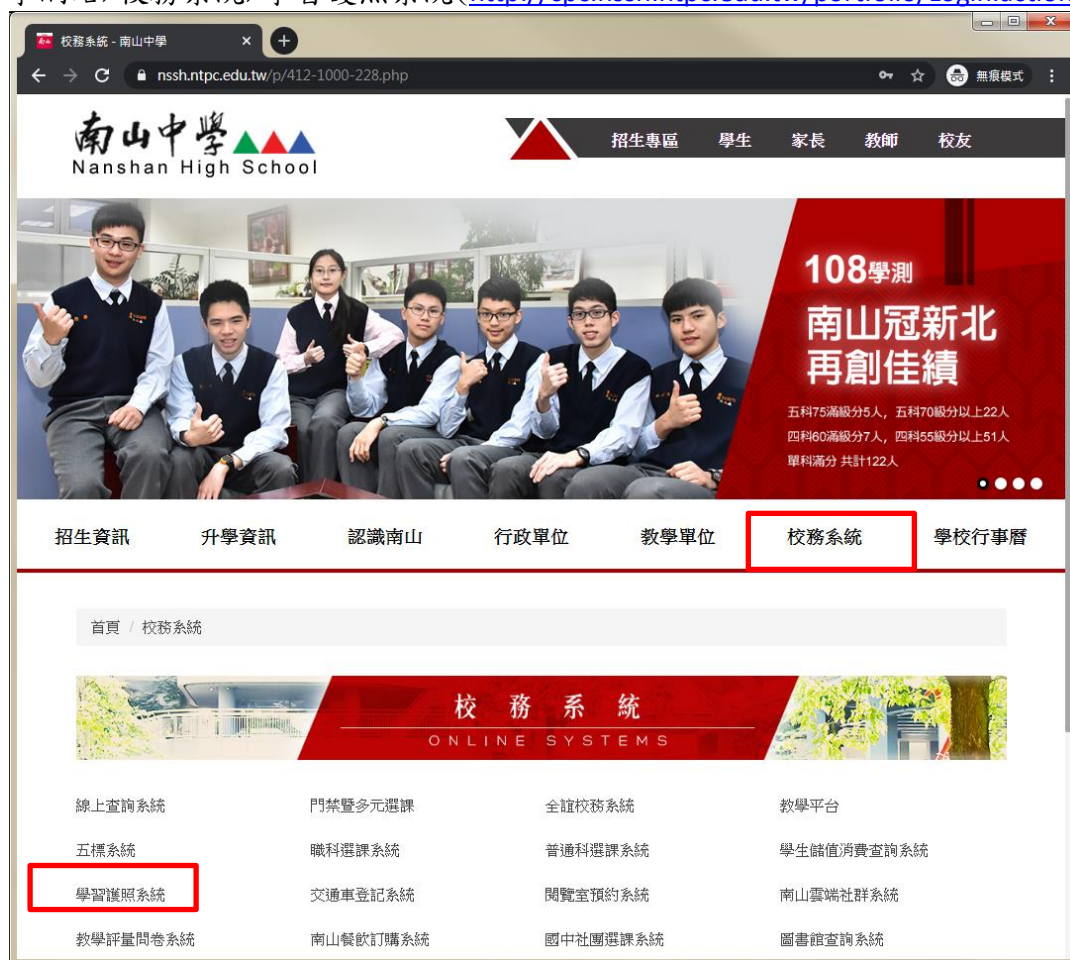 校務系統 - 南山中學
nssh.ntpc.edu.tw/p/412-1000-228.php
無痕模式
南山中學
Nanshan High School
招生專區 學生 家長 教師 校友
108學測
南山冠新北
再創佳績
五科75滿級分5人, 五科70級分以上22人
四科60滿級分7人, 四科55級分以上51人
單科滿分 共計122人
招生資訊 升學資訊 認識南山 行政單位 教學單位 校務系統 學校行事曆
首頁 / 校務系統
校務系統
ONLINE SYSTEMS
線上查詢系統 門禁暨多元選課 全誼校務系統 教學平台
五標系統 職科選課系統 普通科選課系統 學生儲值消費查詢系統
學習護照系統 交通車登記系統 閱覽室預約系統 南山雲端社群系統
教學評量問卷系統 南山餐飲訂購系統 國中社團選課系統 圖書館查詢系統